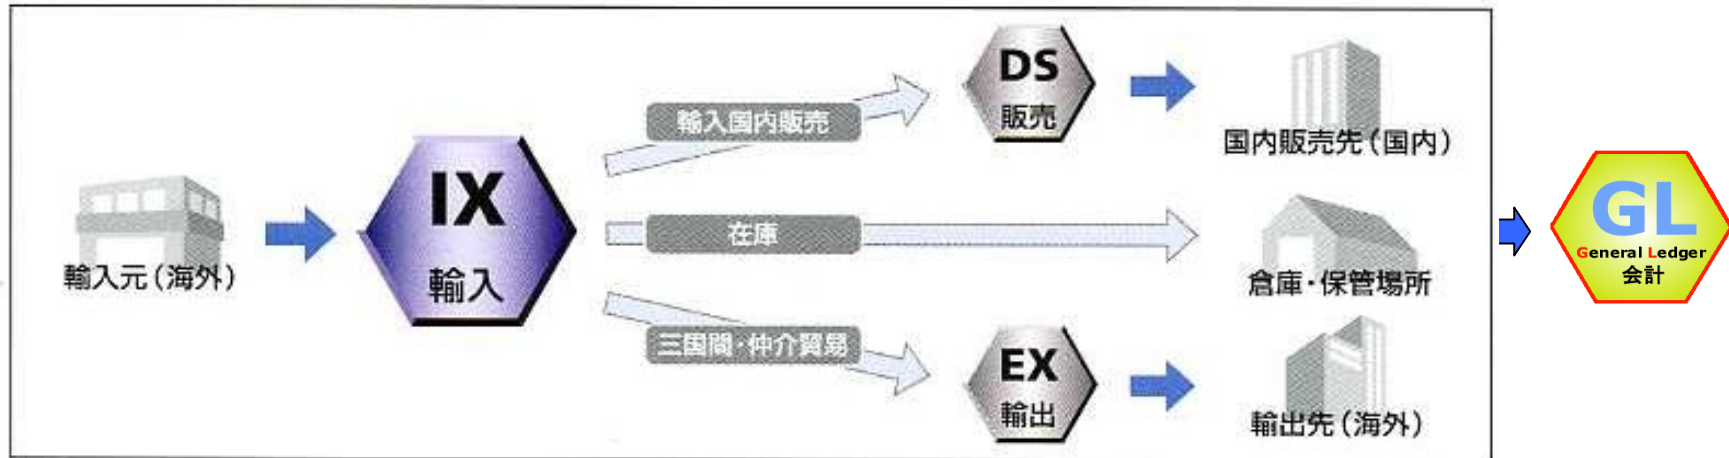 輸入元(海外)
IX
輸入
輸入国内販売
在庫
三国間・仲介貿易
DS
販売
国内販売先(国内)
倉庫・保管場所
EX
輸出
輸出先(海外)
GL
General Ledger
会計